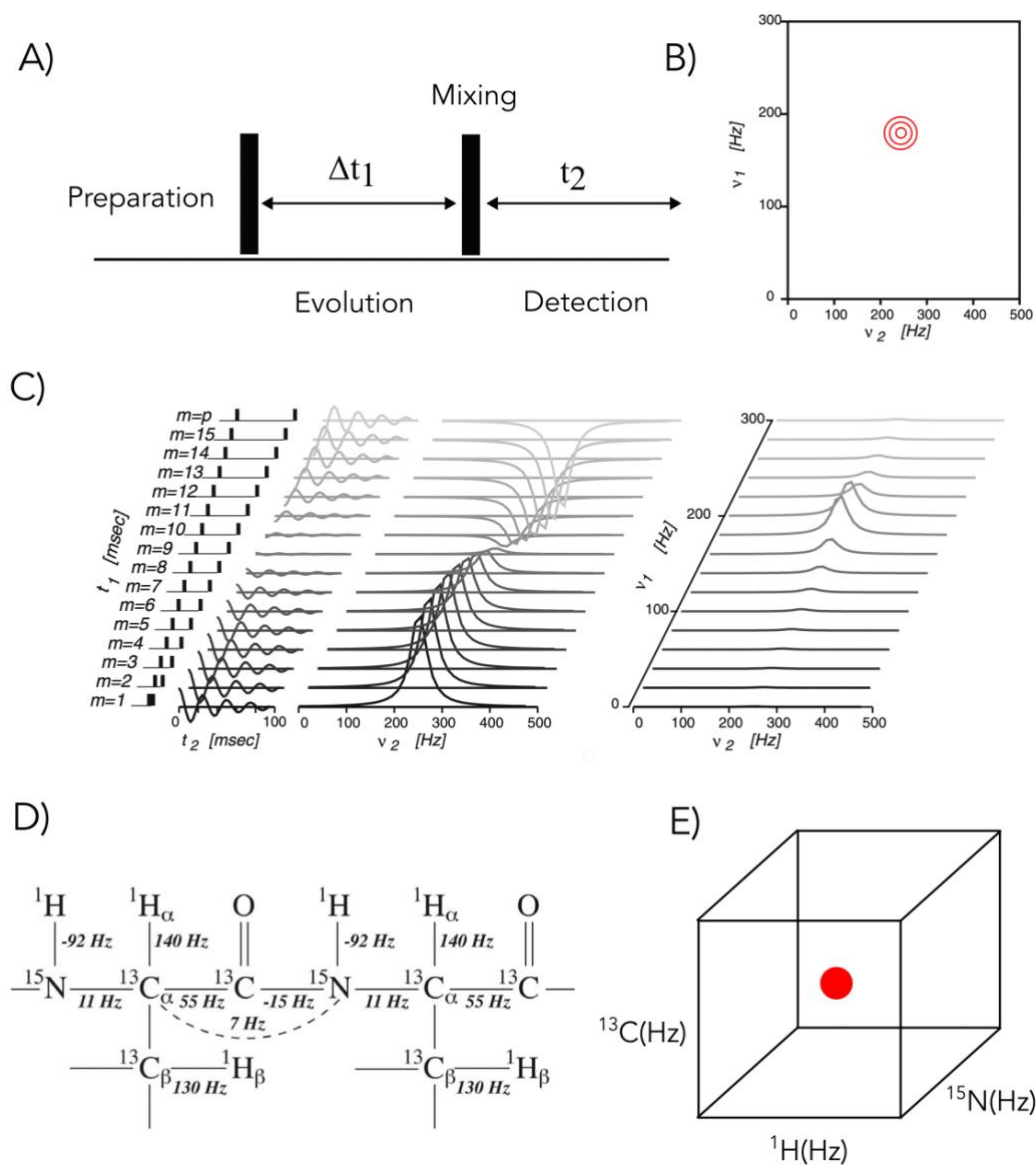 A)
Mixing
Preparation
Δt₁
t₂
Evolution
Detection
B)
300
200
100
0
ν₁ [Hz]
0 100 200 300 400 500
ν₂ [Hz]
C)
m=p
m=15
m=14
m=13
m=12
m=11
m=10
m=9
m=8
m=7
m=6
m=5
m=4
m=3
m=2
m=1
t₁ [msec]
0 100
t₂ [msec]
0 100 200 300 400 500
ν₂ [Hz]
300
200
100
0
ν₁ [Hz]
0 100 200 300 400 500
ν₂ [Hz]
D)
¹H ¹Hα O ¹H ¹Hα O
-92 Hz 140 Hz -92 Hz 140 Hz
¹⁵N ¹³Cα ¹³C ¹⁵N ¹³Cα ¹³C
11 Hz 55 Hz -15 Hz 11 Hz 55 Hz
7 Hz
¹³Cβ ¹Hβ ¹³Cβ ¹Hβ
130 Hz 130 Hz
E)
¹³C(Hz)
¹⁵N(Hz)
¹H(Hz)